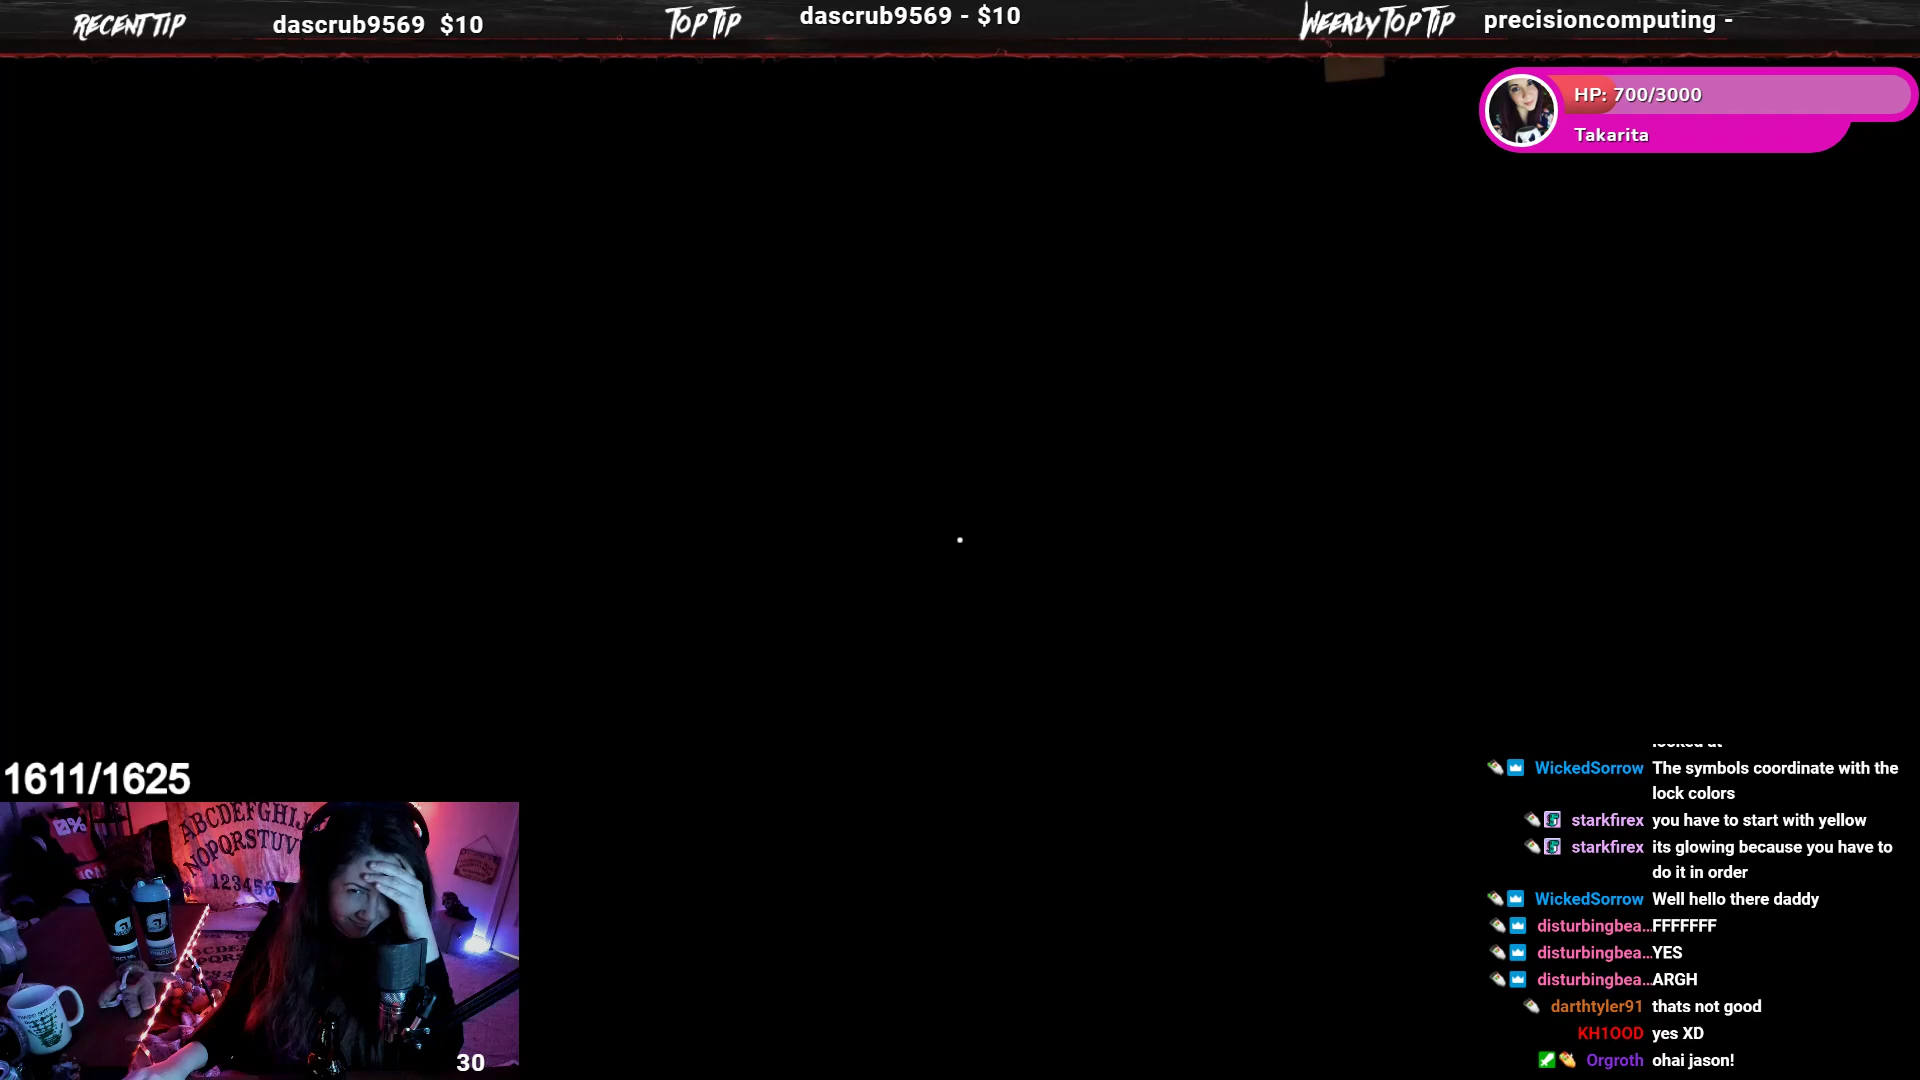 RECENT TIP
dascrub9569 $10
TOP TIP
dascrub9569 - $10
WEEKLY TOP TIP
precisioncomputing -
HP: 700/3000
Takarita
looked at
WickedSorrow The symbols coordinate with the
lock colors
starkfirex you have to start with yellow
starkfirex its glowing because you have to
do it in order
WickedSorrow Well hello there daddy
disturbingbea... FFFFFFF
disturbingbea... YES
disturbingbea... ARGH
darthtyler91 thats not good
KH1OOD yes XD
Orgroth ohai jason!
1611/1625
0%
ABCDEFGHIJ
NOPQRSTUV
123456
30